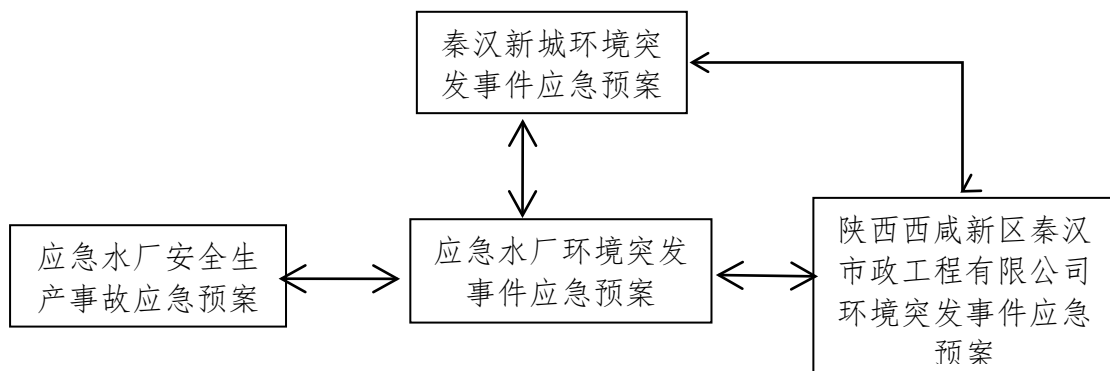 秦汉新城环境突
发事件应急预案
应急水厂安全生
产事故应急预案
应急水厂环境突发
事件应急预案
陕西西咸新区秦汉
市政工程有限公司
环境突发事件应急
预案